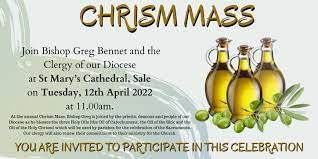 CHRISM MASS
Join Bishop Greg Bennet and the
Clergy of our Diocese
at St Mary's Cathedral, Sale
on Tuesday, 12th April 2022
at 11.00am.
At the annual Chrism Mass, Bishop Greg is joined by the priests, deacons and people of our
Diocese as he blesses the three Holy Oils (the Oil of Catechumens, the Oil of the Sick and the
Oil of the Holy Chrism) which will be used by parishes for the celebration of the Sacraments.
Our clergy will also renew their commitment to their ministry for the Church.
YOU ARE INVITED TO PARTICIPATE IN THIS CELEBRATION